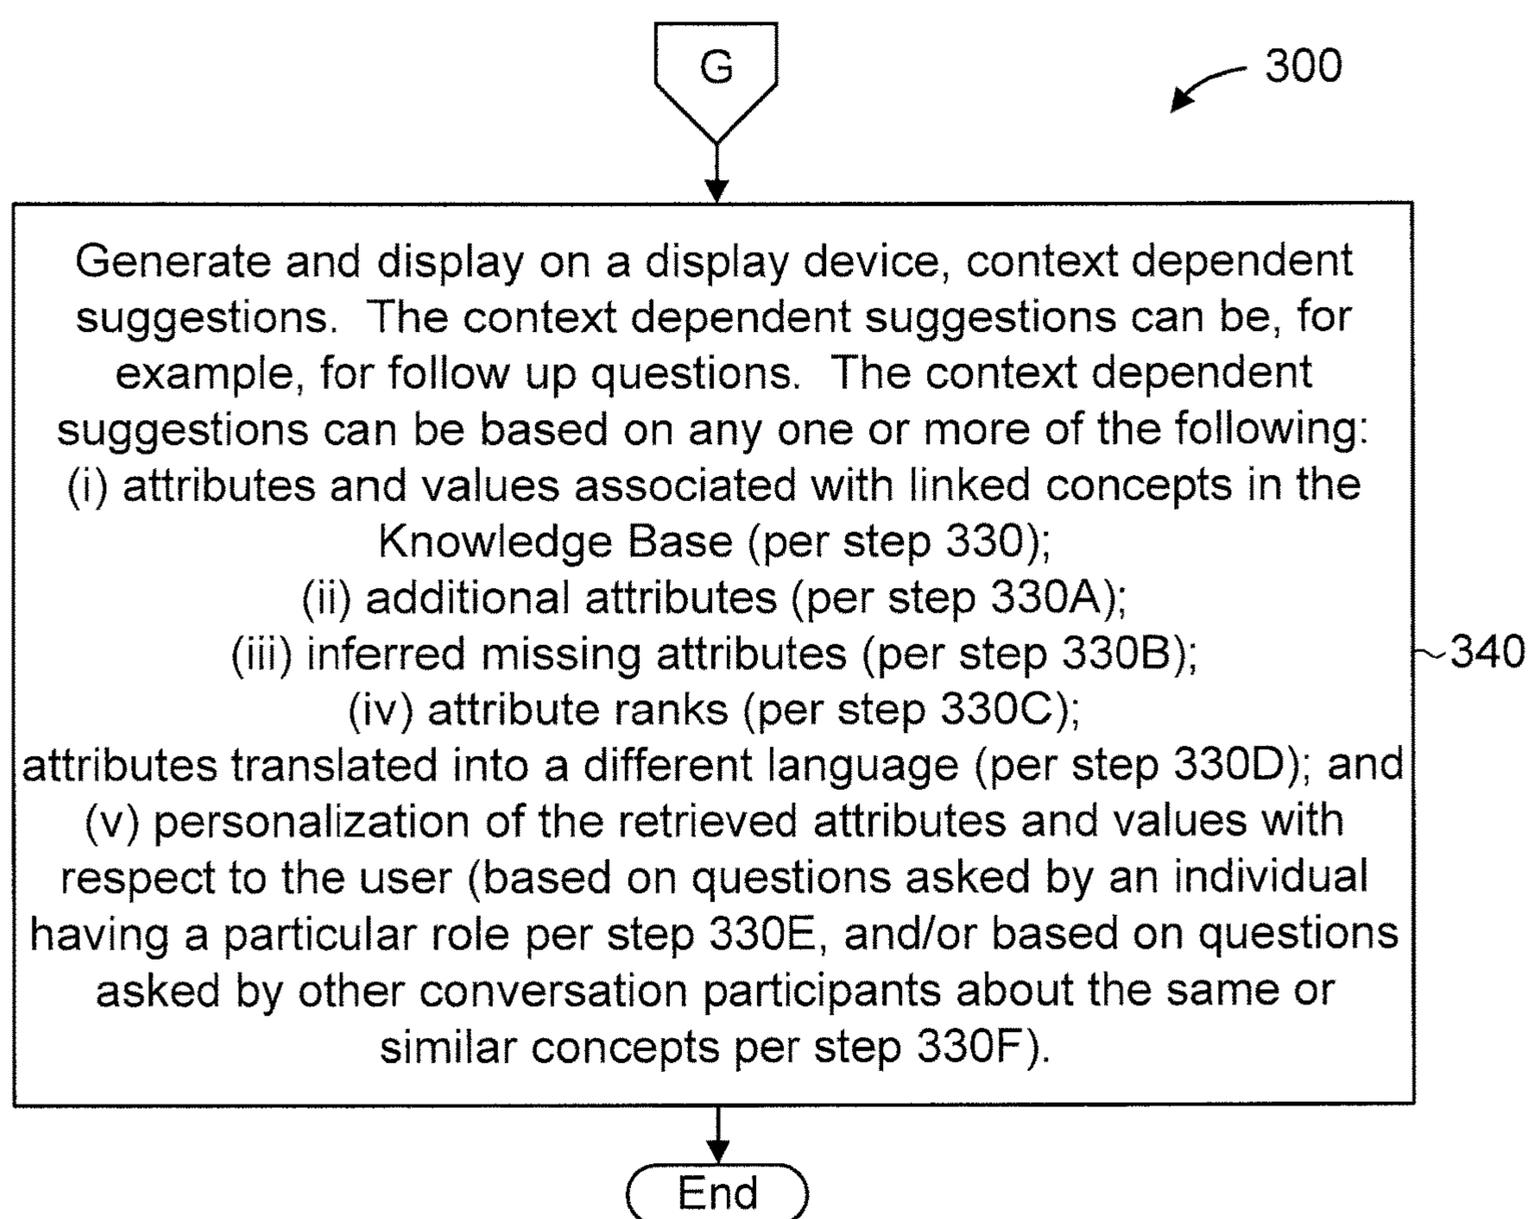 G
300
Generate and display on a display device, context dependent
suggestions.  The context dependent suggestions can be, for
example, for follow up questions.  The context dependent
suggestions can be based on any one or more of the following:
(i) attributes and values associated with linked concepts in the
Knowledge Base (per step 330);
(ii) additional attributes (per step 330A);
(iii) inferred missing attributes (per step 330B);
(iv) attribute ranks (per step 330C);
attributes translated into a different language (per step 330D); and
(v) personalization of the retrieved attributes and values with
respect to the user (based on questions asked by an individual
having a particular role per step 330E, and/or based on questions
asked by other conversation participants about the same or
similar concepts per step 330F).
340
End